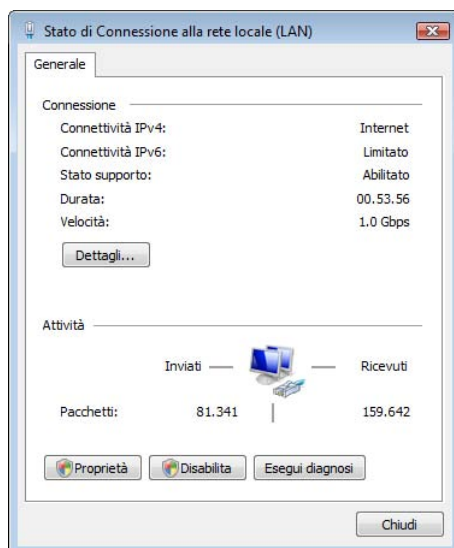 Stato di Connessione alla rete locale (LAN)
Generale
Connessione
Connettività IPv4: Internet
Connettività IPv6: Limitato
Stato supporto: Abilitato
Durata: 00.53.56
Velocità: 1.0 Gbps
Dettagli...
Attività
Inviati Ricevuti
Pacchetti: 81.341 159.642
Proprietà Disabilita Esegui diagnosi
Chiudi